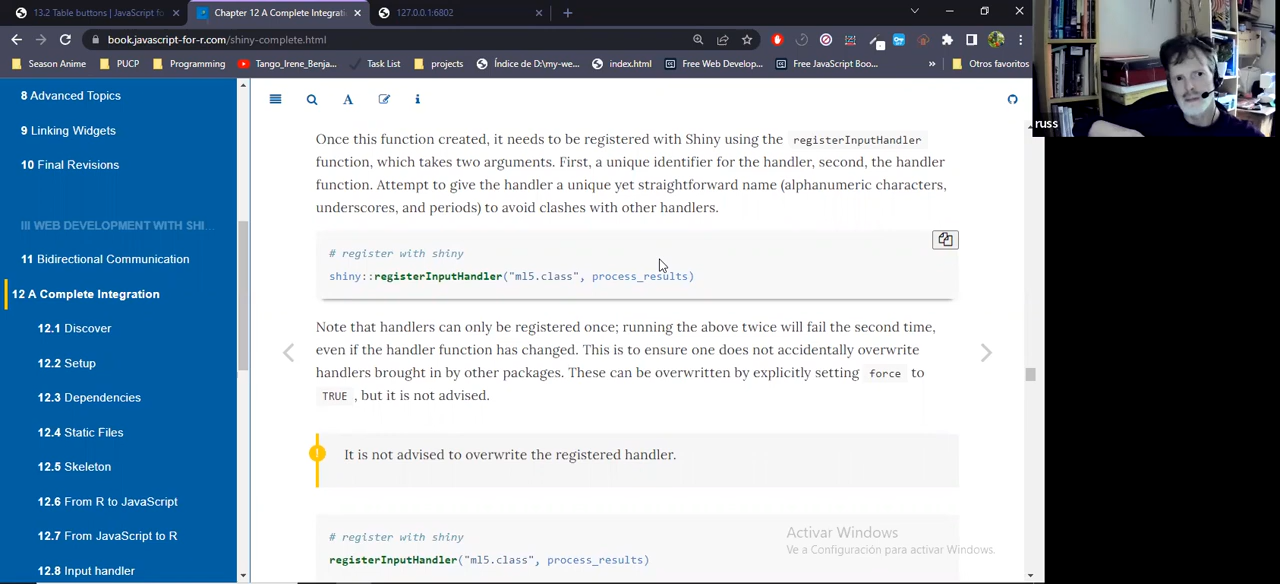 13.2 Table buttons | JavaScript fo
Chapter 12 A Complete Integratio
127.0.0.1:6802
book.javascript-for-r.com/shiny-complete.html
Season Anime
PUCP
Programming
Tango_Irene_Benja...
Task List
projects
Índice de D:\my-we...
index.html
Free Web Develop...
Free JavaScript Boo...
»
Otros favoritos
russ
8 Advanced Topics
9 Linking Widgets
10 Final Revisions
III WEB DEVELOPMENT WITH SHI...
11 Bidirectional Communication
12 A Complete Integration
12.1 Discover
12.2 Setup
12.3 Dependencies
12.4 Static Files
12.5 Skeleton
12.6 From R to JavaScript
12.7 From JavaScript to R
12.8 Input handler
Once this function created, it needs to be registered with Shiny using the registerInputHandler
function, which takes two arguments. First, a unique identifier for the handler, second, the handler
function. Attempt to give the handler a unique yet straightforward name (alphanumeric characters,
underscores, and periods) to avoid clashes with other handlers.
# register with shiny
shiny::registerInputHandler("ml5.class", process_results)
Note that handlers can only be registered once; running the above twice will fail the second time,
even if the handler function has changed. This is to ensure one does not accidentally overwrite
handlers brought in by other packages. These can be overwritten by explicitly setting force to
TRUE , but it is not advised.
It is not advised to overwrite the registered handler.
# register with shiny
registerInputHandler("ml5.class", process_results)
Activar Windows
Ve a Configuración para activar Windows.